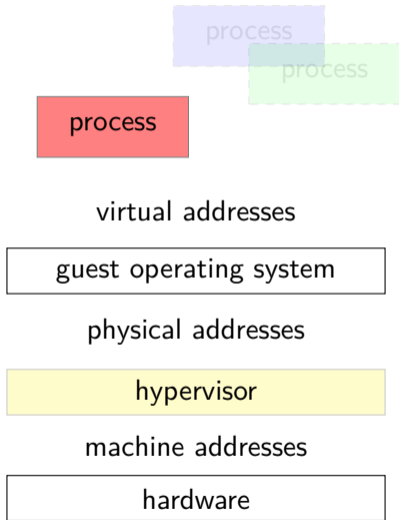 process
process
process
virtual addresses
guest operating system
physical addresses
hypervisor
machine addresses
hardware